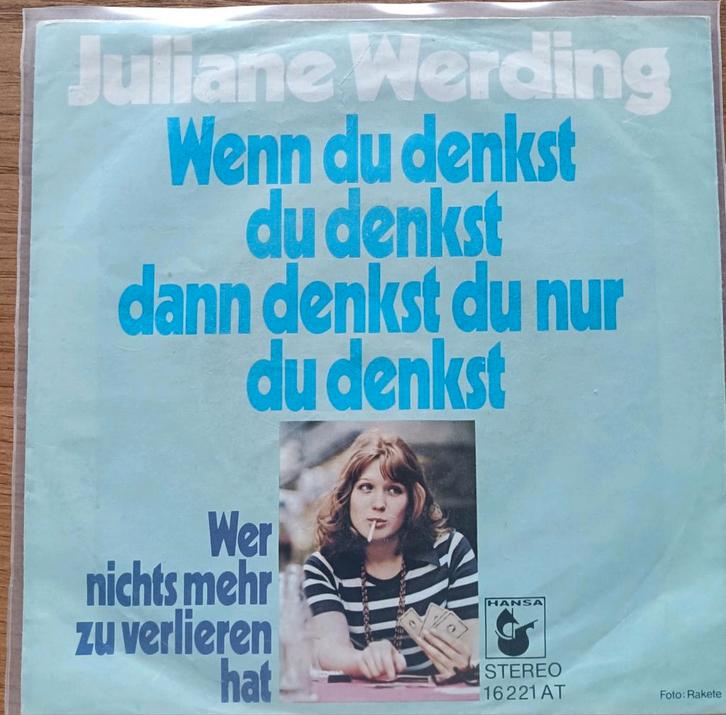 Juliane Werding
Wenn du denkst
du denkst
dann denkst du nur
du denkst
Wer
nichts mehr
zu verlieren
hat
HANSA
STEREO
16 221 AT
Foto: Rakete